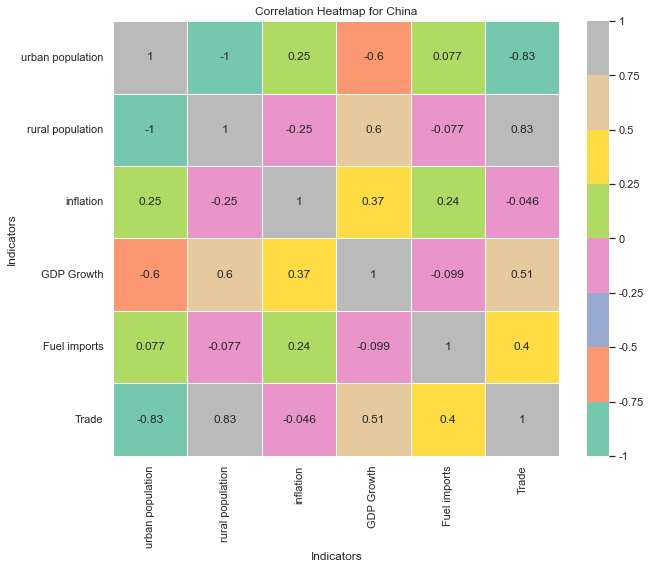 Correlation Heatmap for China
urban population 1 -1 0.25 -0.6 0.077 -0.83
rural population -1 1 -0.25 0.6 -0.077 0.83
inflation 0.25 -0.25 1 0.37 0.24 -0.046
GDP Growth -0.6 0.6 0.37 1 -0.099 0.51
Fuel imports 0.077 -0.077 0.24 -0.099 1 0.4
Trade -0.83 0.83 -0.046 0.51 0.4 1
Indicators
urban population
rural population
inflation
GDP Growth
Fuel imports
Trade
Indicators
1
0.75
0.5
0.25
0
-0.25
-0.5
-0.75
-1